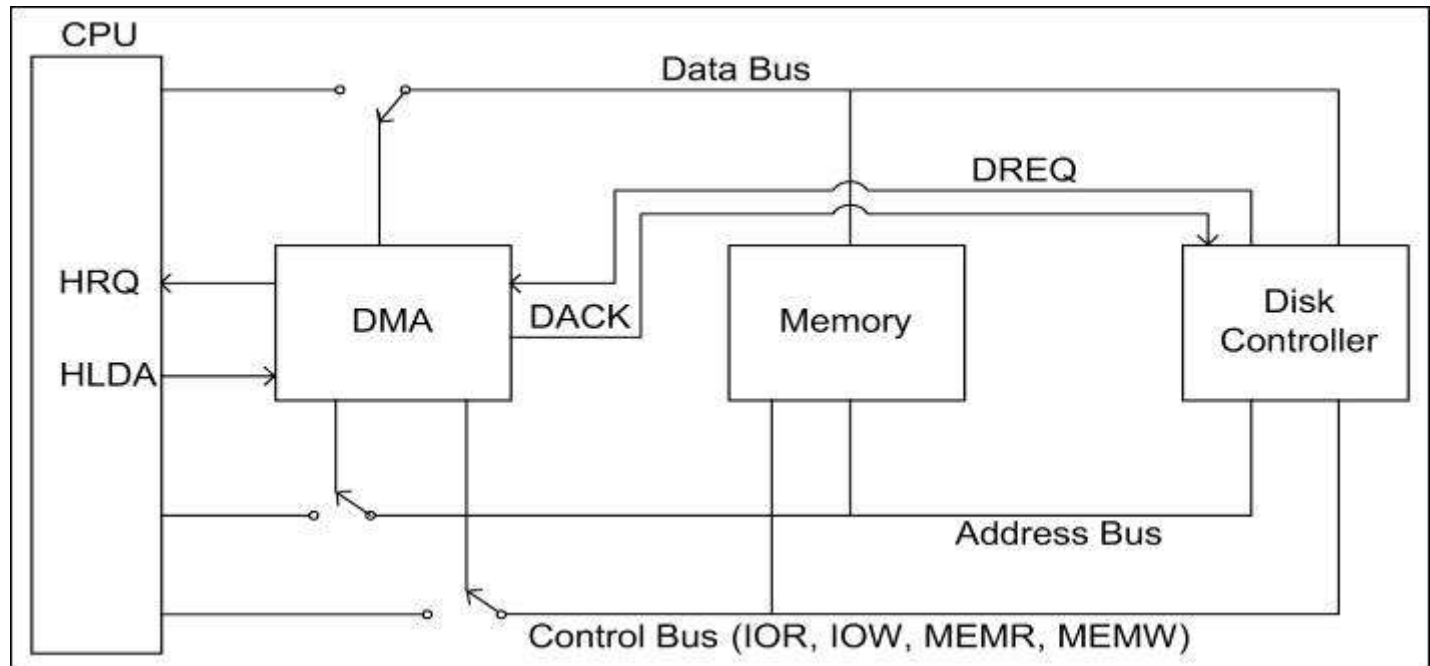 CPU
Data Bus
DREQ
HRQ
DMA
DACK
Memory
Disk
Controller
HLDA
Address Bus
Control Bus (IOR, IOW, MEMR, MEMW)